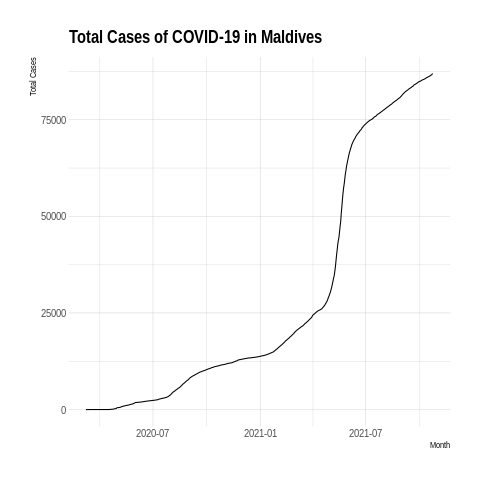 Total Cases of COVID-19 in Maldives
Total Cases
75000
50000
25000
0
2020-07
2021-01
2021-07
Month